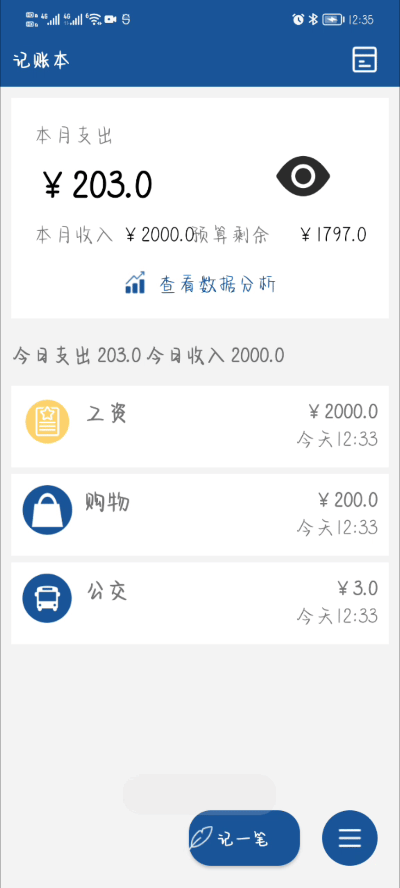 12:35
记账本
本月支出
￥203.0
本月收入 ￥2000.0预算剩余 ￥1797.0
查看数据分析
今日支出 203.0 今日收入 2000.0
工资 ￥2000.0
今天12:33
购物 ￥200.0
今天12:33
公交 ￥3.0
今天12:33
记一笔